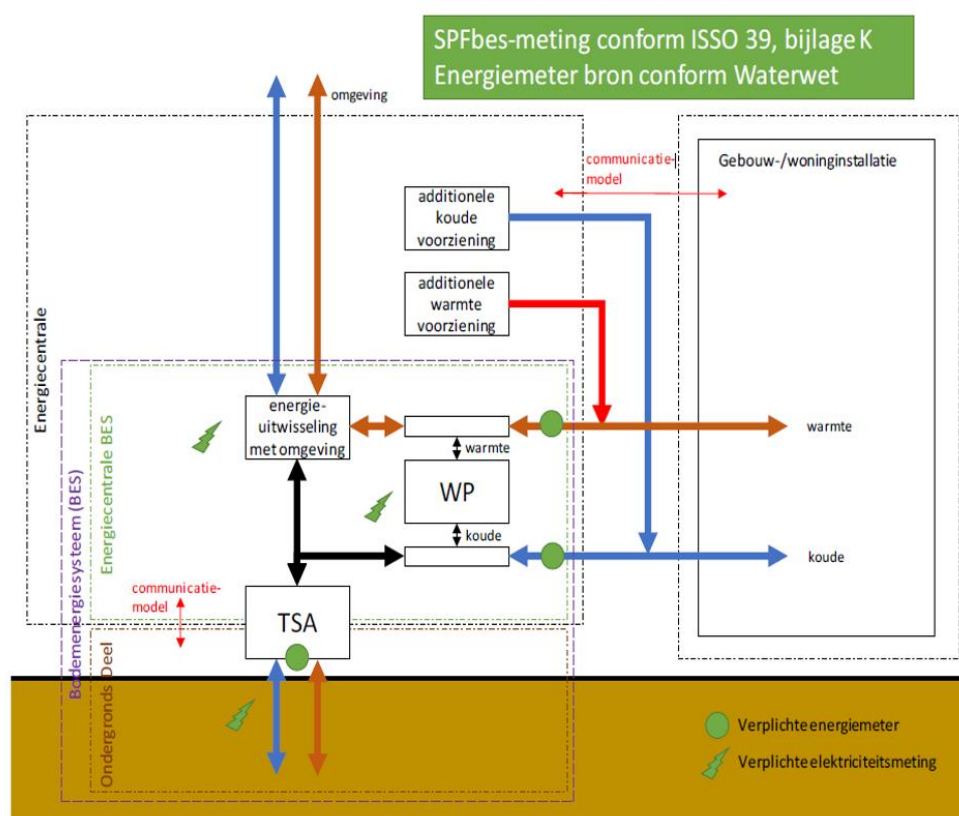 SPFbes-meting conform ISSO 39, bijlage K
Energiemeter bron conform Waterwet
omgeving
communicatie-
model
Gebouw-/woninginstallatie
additionele
koude
voorziening
additionele
warmte
voorziening
Energiecentrale
Bodemenergiesysteem (BES)
Energiecentrale BES
energie-
uitwisseling
met omgeving
warmte
warmte
WP
koude
koude
communicatie-
model
TSA
Ondergronds Deel
Verplichte energiemeter
Verplichte elektriciteitsmeting